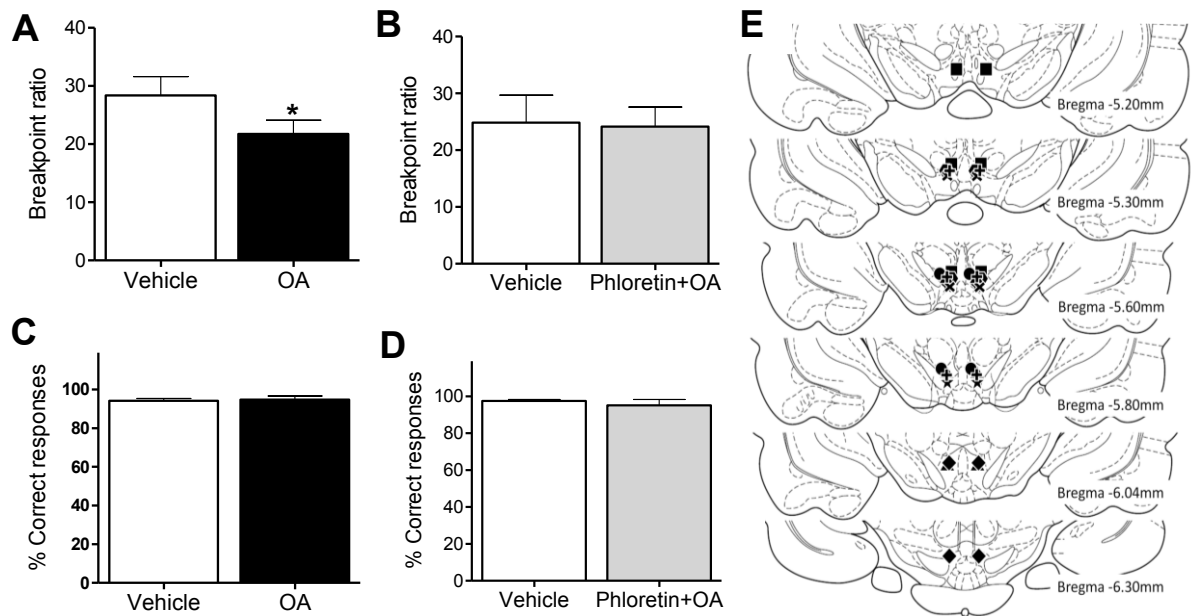 A
Breakpoint ratio
40
30
20
10
0
Vehicle
OA
*
B
Breakpoint ratio
40
30
20
10
0
Vehicle
Phloretin+OA
C
% Correct responses
100
80
60
40
20
0
Vehicle
OA
D
% Correct responses
100
80
60
40
20
0
Vehicle
Phloretin+OA
E
Bregma -5.20mm
Bregma -5.30mm
Bregma -5.60mm
Bregma -5.80mm
Bregma -6.04mm
Bregma -6.30mm